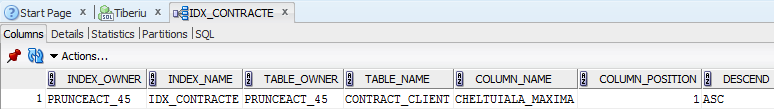 Start Page x Tiberiu x IDX_CONTRACTE x
Columns Details Statistics Partitions SQL
Actions...
INDEX_OWNER INDEX_NAME TABLE_OWNER TABLE_NAME COLUMN_NAME COLUMN_POSITION DESCEND
1 PRUNCEACT_45 IDX_CONTRACTE PRUNCEACT_45 CONTRACT_CLIENT CHELTUIALA_MAXIMA 1 ASC